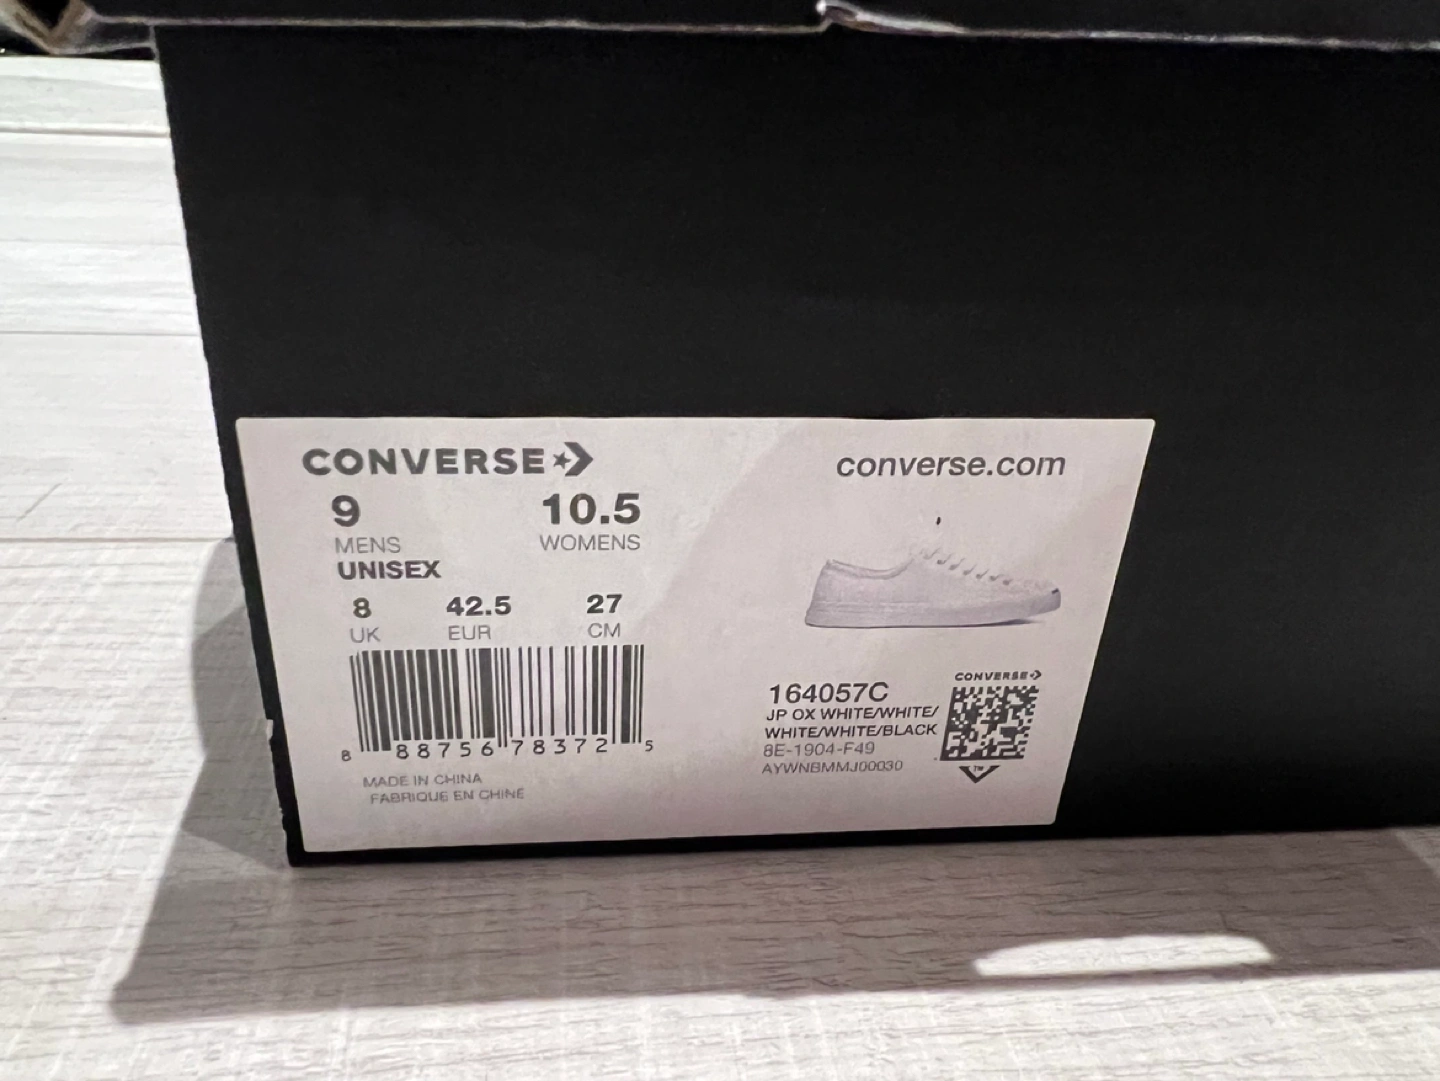 CONVERSE
converse.com
9 10.5
MENS WOMENS
UNISEX
8 42.5 27
UK EUR CM
8 88756 78372 5
MADE IN CHINA
FABRIQUE EN CHINE
164057C
JP OX WHITE/WHITE/
WHITE/WHITE/BLACK
8E-1904-F49
AYWNBMMJ00030
CONVERSE
TM